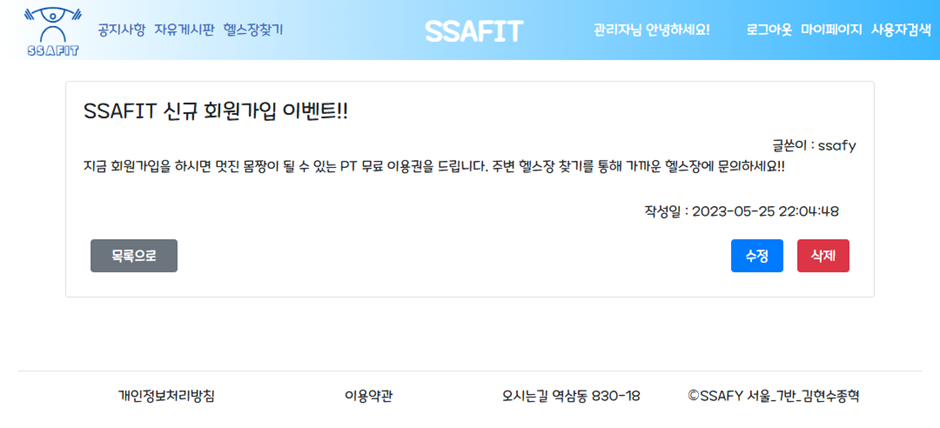 SSAFIT
공지사항 자유게시판 헬스장찾기
SSAFIT
관리자님 안녕하세요!
로그아웃 마이페이지 사용자검색
SSAFIT 신규 회원가입 이벤트!!
글쓴이 : ssafy
지금 회원가입을 하시면 멋진 몸짱이 될 수 있는 PT 무료 이용권을 드립니다. 주변 헬스장 찾기를 통해 가까운 헬스장에 문의하세요!!
작성일 : 2023-05-25 22:04:48
목록으로
수정
삭제
개인정보처리방침
이용약관
오시는길 역삼동 830-18
©SSAFY 서울_7반_김현수종혁